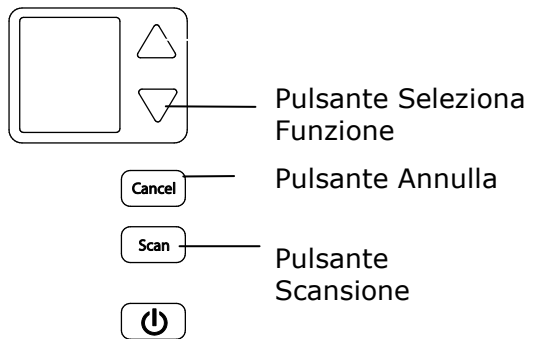 Pulsante Seleziona
Funzione
Cancel
Pulsante Annulla
Scan
Pulsante
Scansione